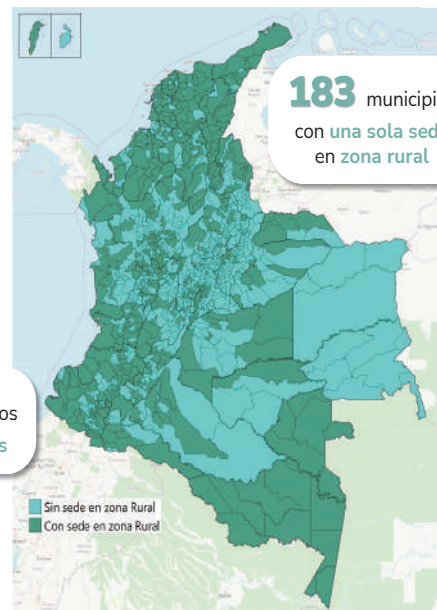 183 municipi
con una sola sed
en zona rural
os
s
Sin sede en zona Rural
Con sede en zona Rural